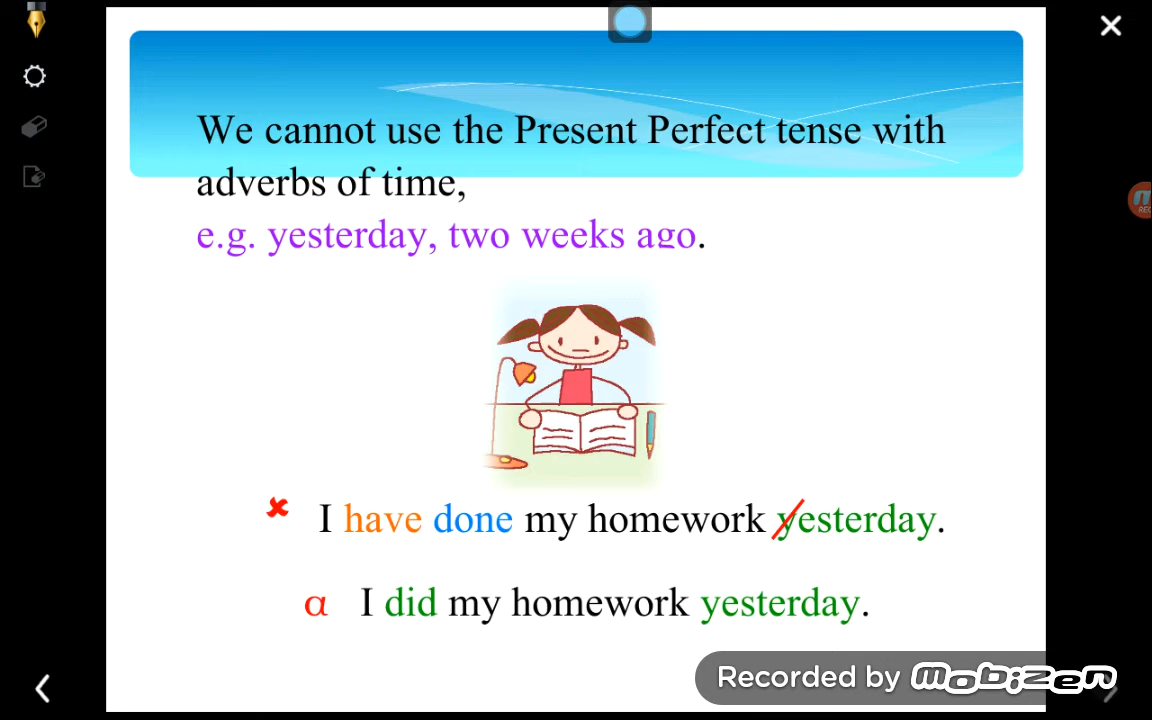 We cannot use the Present Perfect tense with
adverbs of time,
e.g. yesterday, two weeks ago.
✘ I have done my homework yesterday.
α I did my homework yesterday.
Recorded by mobizen
REC